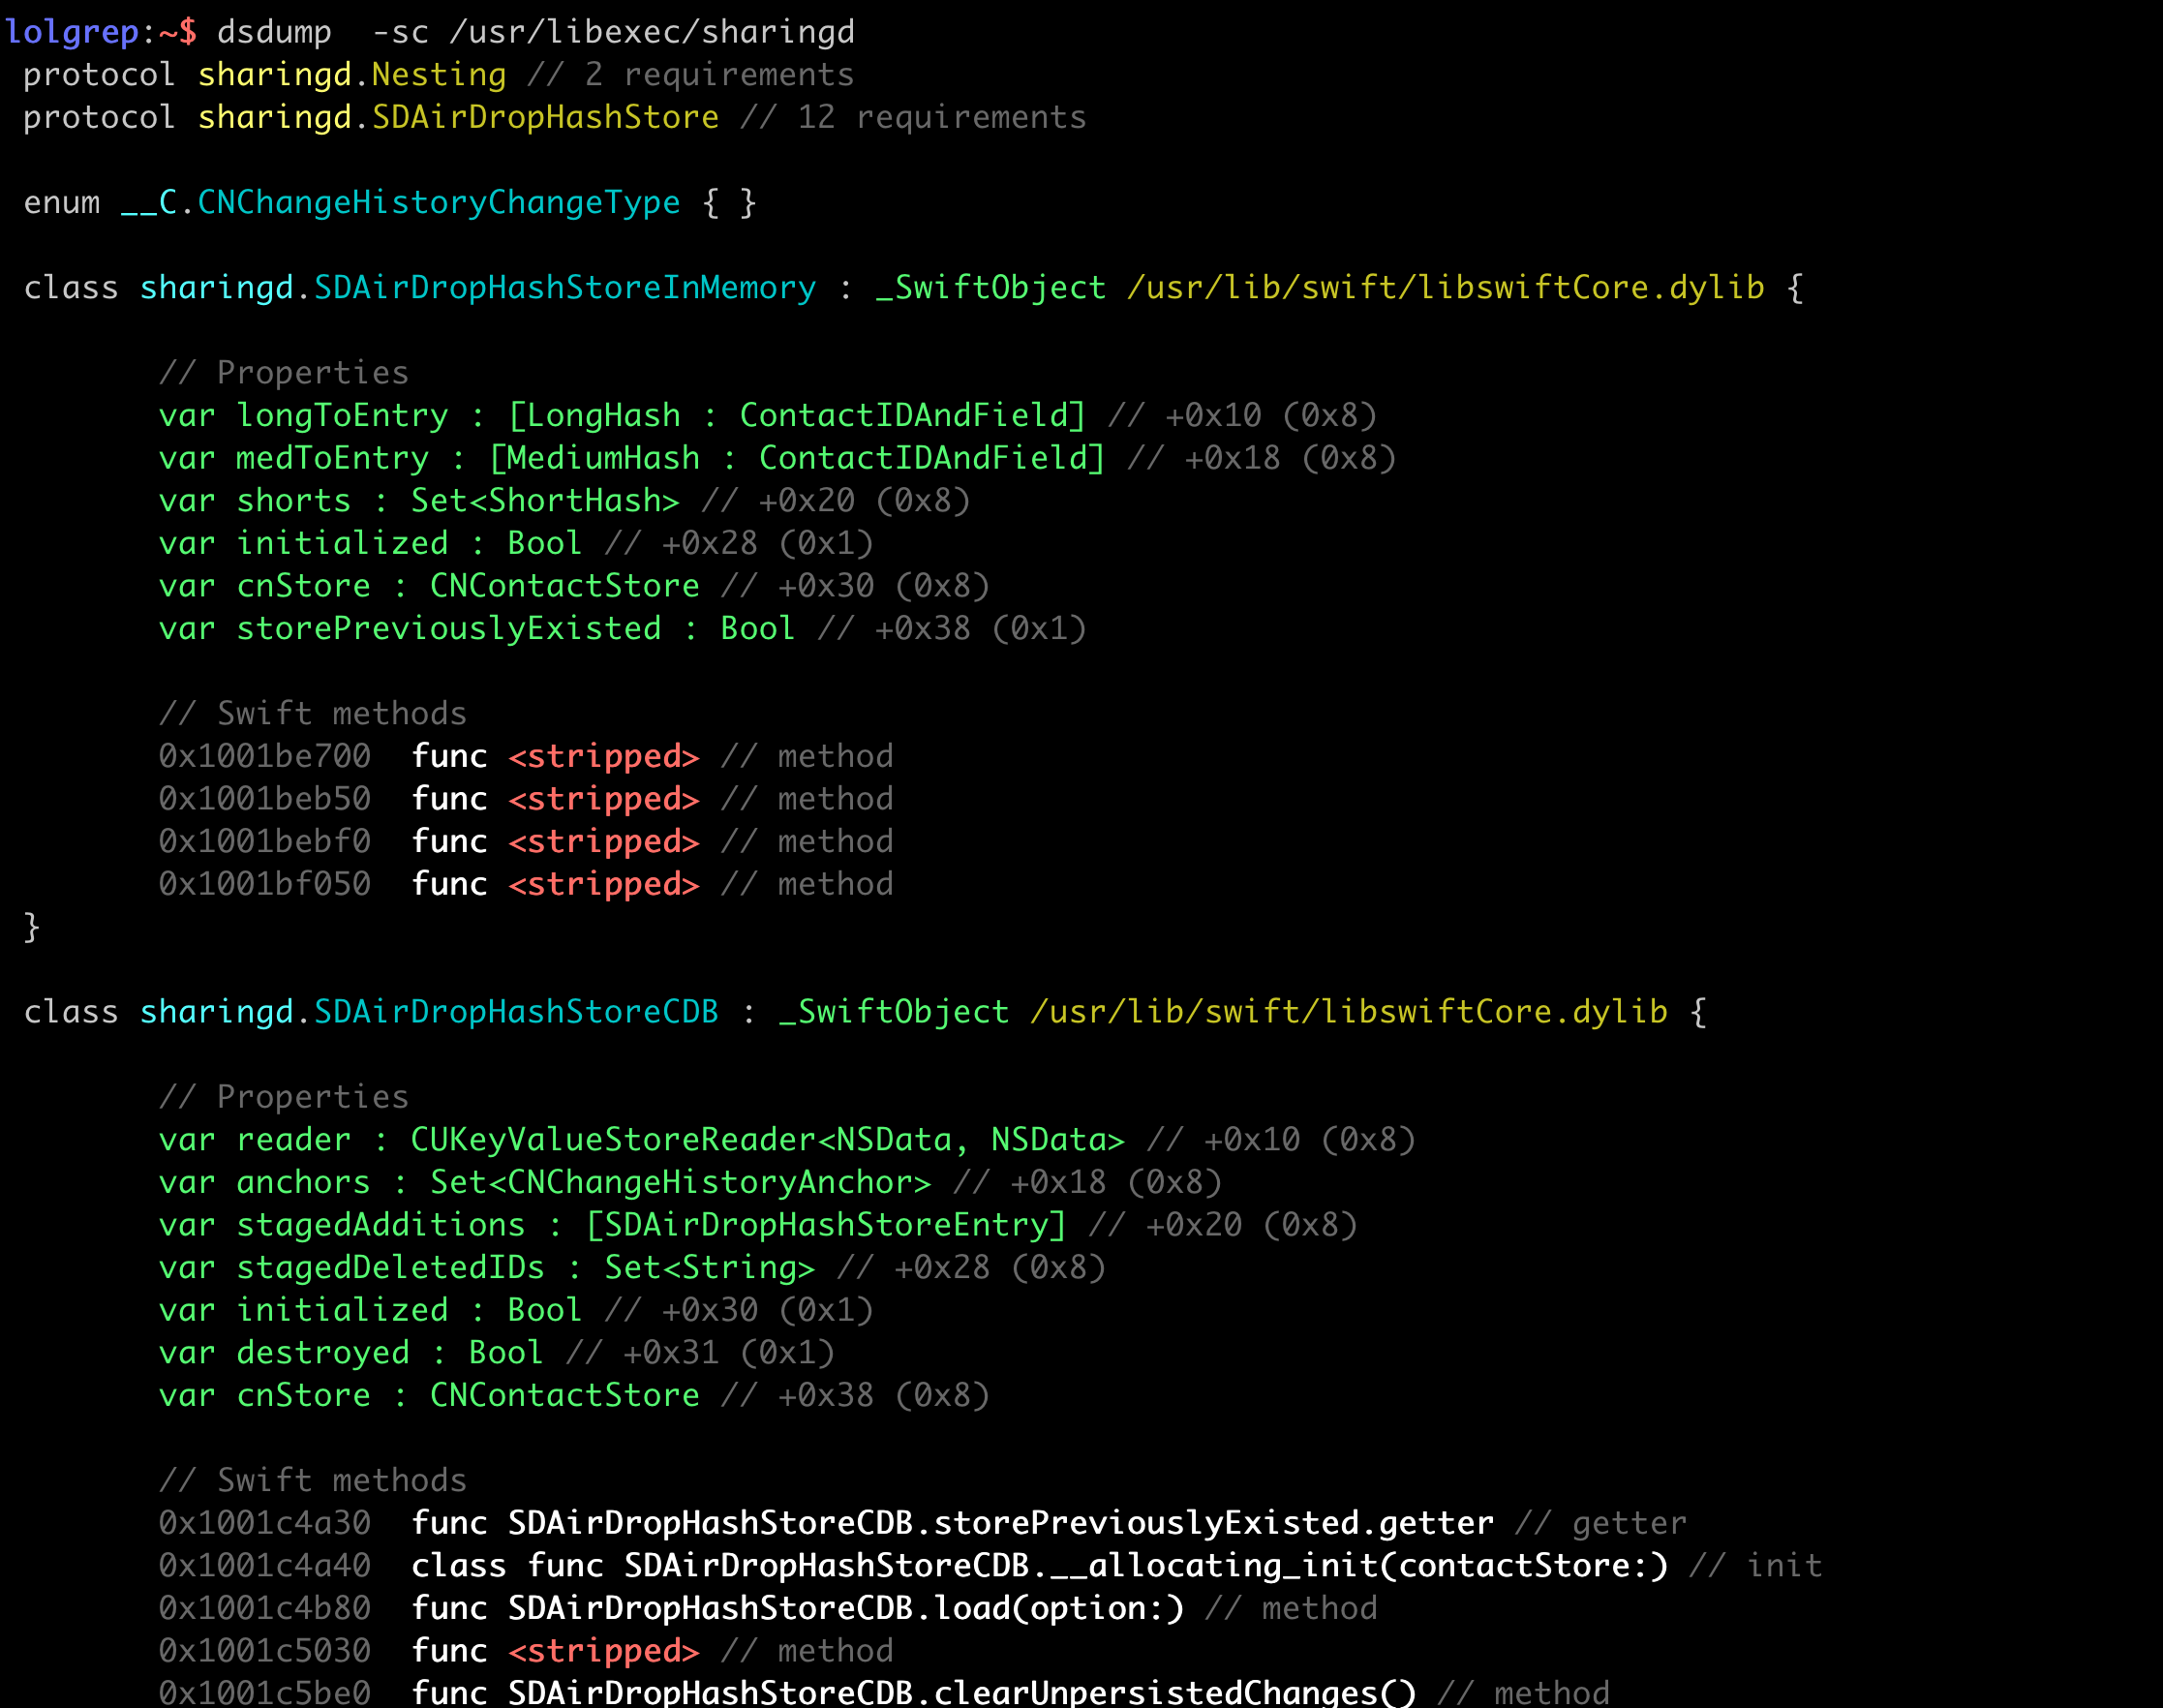 lolgrep:~$ dsdump  -sc /usr/libexec/sharingd
protocol sharingd.Nesting // 2 requirements
protocol sharingd.SDAirDropHashStore // 12 requirements
enum __C.CNChangeHistoryChangeType { }
class sharingd.SDAirDropHashStoreInMemory : _SwiftObject /usr/lib/swift/libswiftCore.dylib {
// Properties
var longToEntry : [LongHash : ContactIDAndField] // +0x10 (0x8)
var medToEntry : [MediumHash : ContactIDAndField] // +0x18 (0x8)
var shorts : Set<ShortHash> // +0x20 (0x8)
var initialized : Bool // +0x28 (0x1)
var cnStore : CNContactStore // +0x30 (0x8)
var storePreviouslyExisted : Bool // +0x38 (0x1)
// Swift methods
0x1001be700  func <stripped> // method
0x1001beb50  func <stripped> // method
0x1001bebf0  func <stripped> // method
0x1001bf050  func <stripped> // method
}
class sharingd.SDAirDropHashStoreCDB : _SwiftObject /usr/lib/swift/libswiftCore.dylib {
// Properties
var reader : CUKeyValueStoreReader<NSData, NSData> // +0x10 (0x8)
var anchors : Set<CNChangeHistoryAnchor> // +0x18 (0x8)
var stagedAdditions : [SDAirDropHashStoreEntry] // +0x20 (0x8)
var stagedDeletedIDs : Set<String> // +0x28 (0x8)
var initialized : Bool // +0x30 (0x1)
var destroyed : Bool // +0x31 (0x1)
var cnStore : CNContactStore // +0x38 (0x8)
// Swift methods
0x1001c4a30  func SDAirDropHashStoreCDB.storePreviouslyExisted.getter // getter
0x1001c4a40  class func SDAirDropHashStoreCDB.__allocating_init(contactStore:) // init
0x1001c4b80  func SDAirDropHashStoreCDB.load(option:) // method
0x1001c5030  func <stripped> // method
0x1001c5be0  func SDAirDropHashStoreCDB.clearUnpersistedChanges() // method